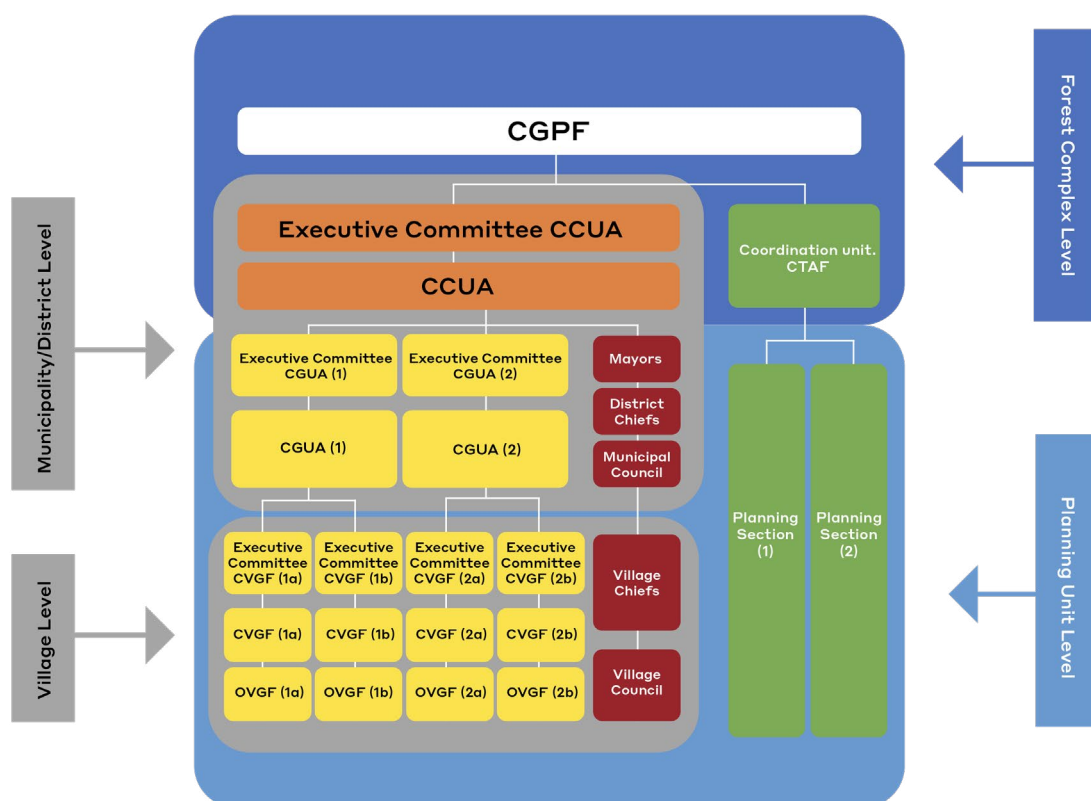 CGPF
Forest Complex Level
Municipality/District Level
Executive Committee CCUA
CCUA
Coordination unit.
CTAF
Executive Committee
CGUA (1)
Executive Committee
CGUA (2)
Mayors
District
Chiefs
Municipal
Council
CGUA (1)
CGUA (2)
Planning
Section
(1)
Planning
Section
(2)
Planning Unit Level
Village Level
Executive
Committee
CVGF (1a)
Executive
Committee
CVGF (1b)
Executive
Committee
CVGF (2a)
Executive
Committee
CVGF (2b)
Village
Chiefs
CVGF (1a)
CVGF (1b)
CVGF (2a)
CVGF (2b)
OVGF (1a)
OVGF (1b)
OVGF (2a)
OVGF (2b)
Village
Council